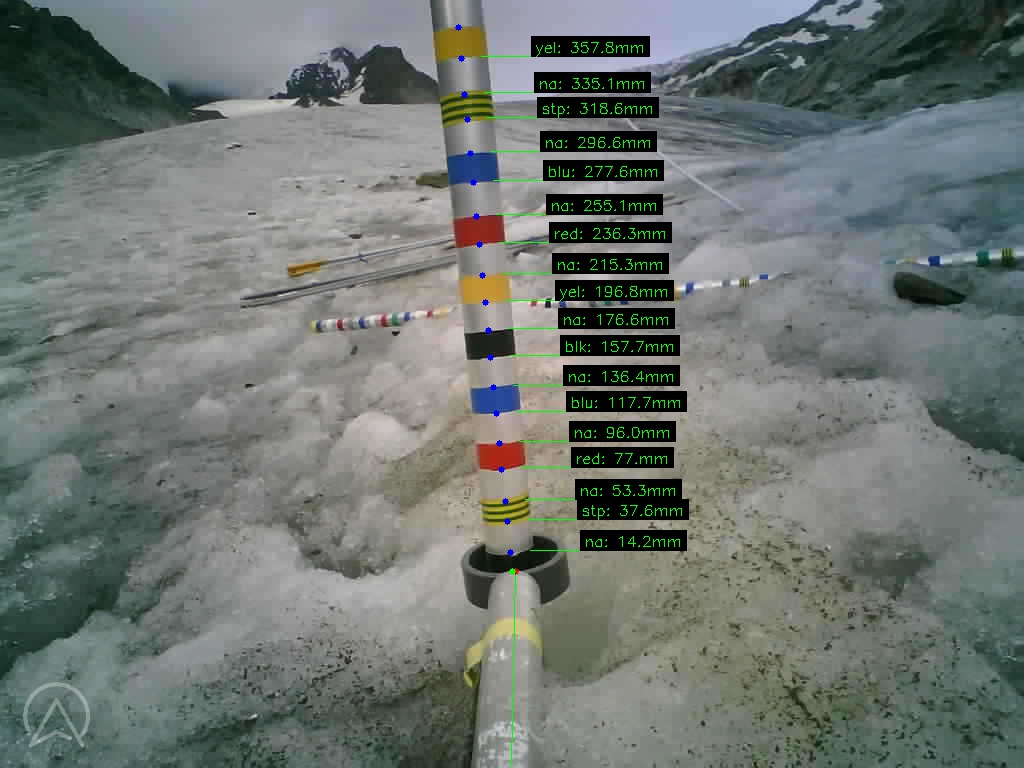 yel: 357.8mm
na: 335.1mm
stp: 318.6mm
na: 296.6mm
blu: 277.6mm
na: 255.1mm
red: 236.3mm
na: 215.3mm
yel: 196.8mm
na: 176.6mm
blk: 157.7mm
na: 136.4mm
blu: 117.7mm
na: 96.0mm
red: 77.mm
na: 53.3mm
stp: 37.6mm
na: 14.2mm